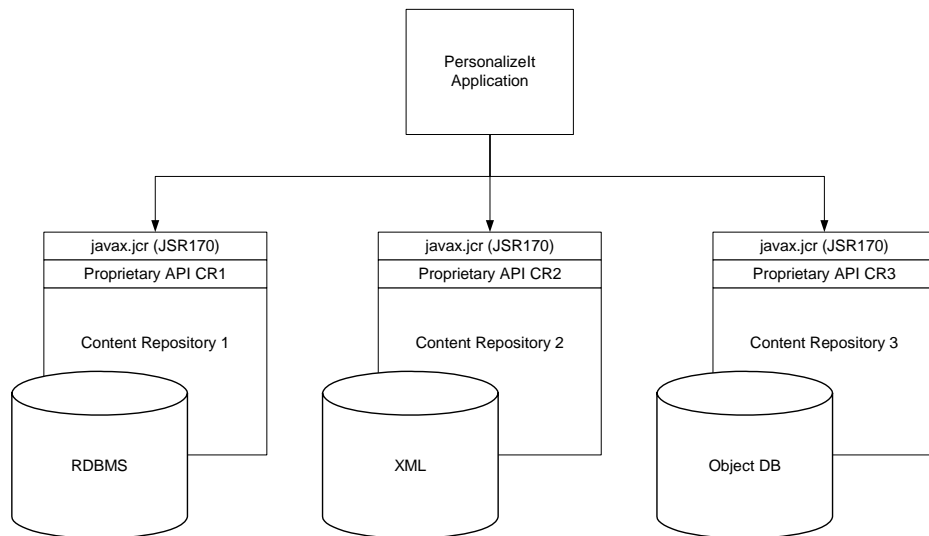 PersonalizeIt
Application
javax.jcr (JSR170)
javax.jcr (JSR170)
javax.jcr (JSR170)
Proprietary API CR1
Proprietary API CR2
Proprietary API CR3
Content Repository 1
Content Repository 2
Content Repository 3
RDBMS
XML
Object DB